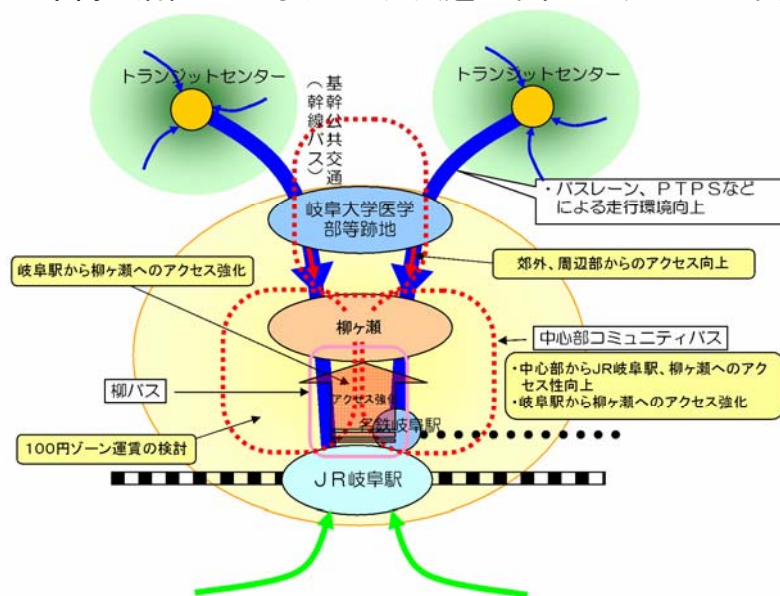 トランジットセンター
トランジットセンター
基幹公共交通
（幹線バス）
・バスレーン、ＰＴＰＳなど
による走行環境向上
岐阜大学医学
部等跡地
岐阜駅から柳ヶ瀬へのアクセス強化
郊外、周辺部からのアクセス向上
柳ヶ瀬
中心部コミュニティバス
・中心部からJR岐阜駅、柳ヶ瀬へのアク
セス性向上
・岐阜駅から柳ヶ瀬へのアクセス強化
柳バス
アクセス強化
名鉄岐阜駅
100円ゾーン運賃の検討
ＪＲ岐阜駅